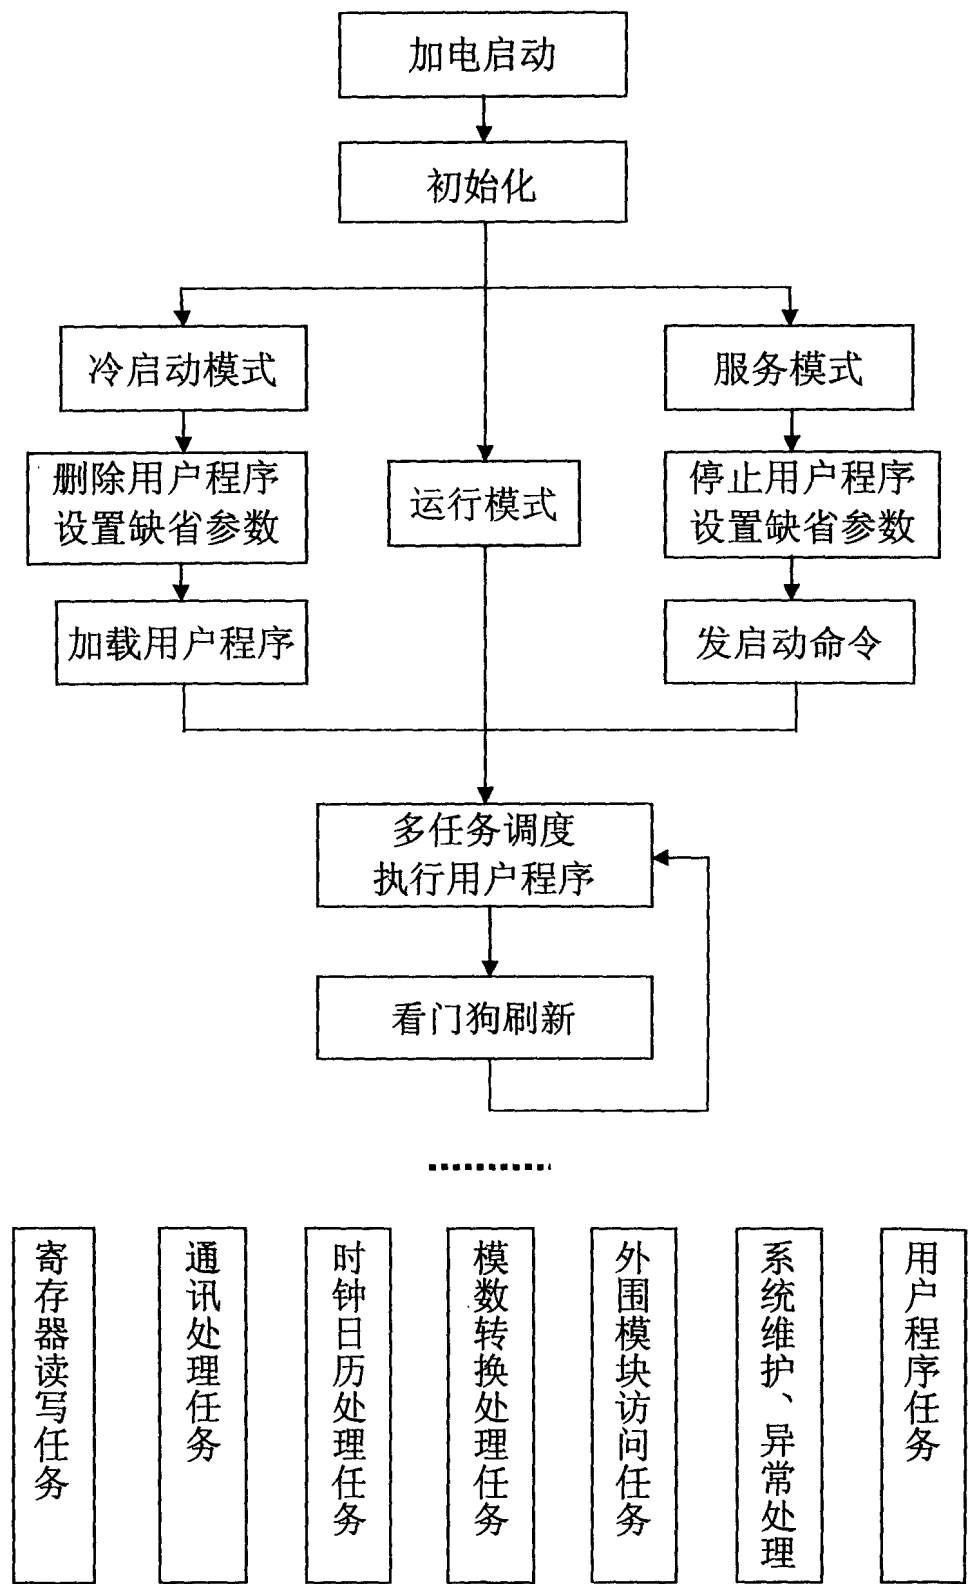 加电启动
初始化
冷启动模式
服务模式
删除用户程序
设置缺省参数
运行模式
停止用户程序
设置缺省参数
加载用户程序
发启动命令
多任务调度
执行用户程序
看门狗刷新
寄存器读写任务
通讯处理任务
时钟日历处理任务
模数转换处理任务
外围模块访问任务
系统维护、异常处理
用户程序任务